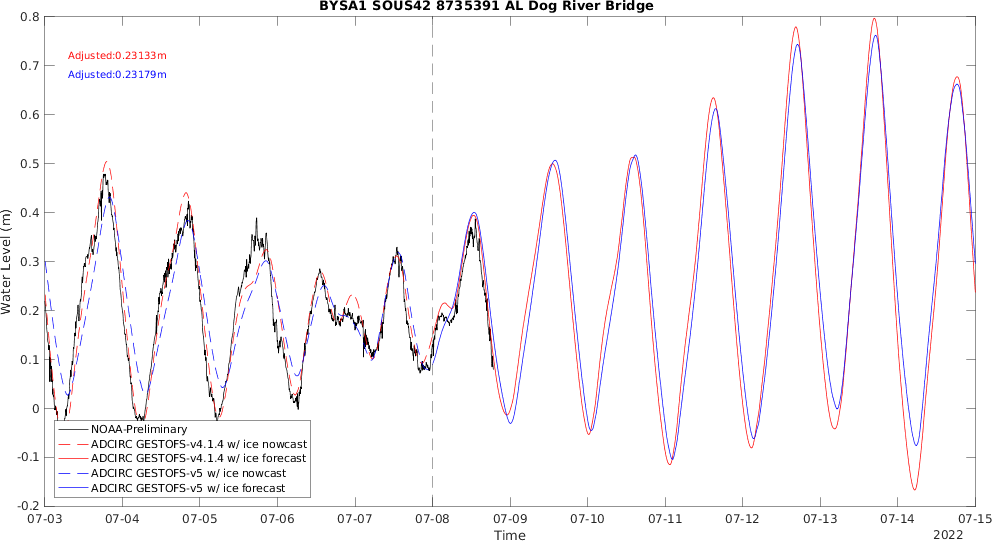 BYSA1 SOUS42 8735391 AL Dog River Bridge
Adjusted:0.23133m
Adjusted:0.23179m
Water Level (m)
0.8
0.7
0.6
0.5
0.4
0.3
0.2
0.1
0
-0.1
-0.2
NOAA-Preliminary
ADCIRC GESTOFS-v4.1.4 w/ ice nowcast
ADCIRC GESTOFS-v4.1.4 w/ ice forecast
ADCIRC GESTOFS-v5 w/ ice nowcast
ADCIRC GESTOFS-v5 w/ ice forecast
07-03 07-04 07-05 07-06 07-07 07-08 07-09 07-10 07-11 07-12 07-13 07-14 07-15
Time
2022